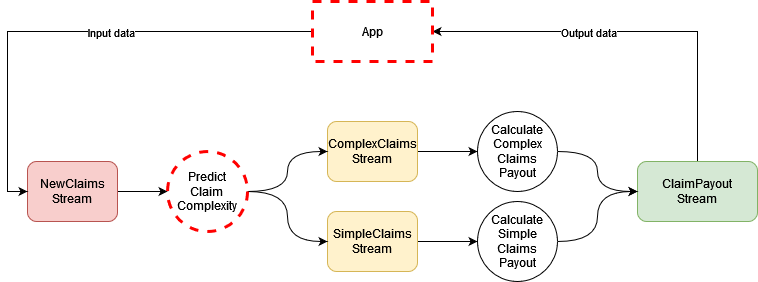 Input data
App
Output data
NewClaims
Stream
Predict
Claim
Complexity
ComplexClaims
Stream
Calculate
Complex
Claims
Payout
SimpleClaims
Stream
Calculate
Simple
Claims
Payout
ClaimPayout
Stream